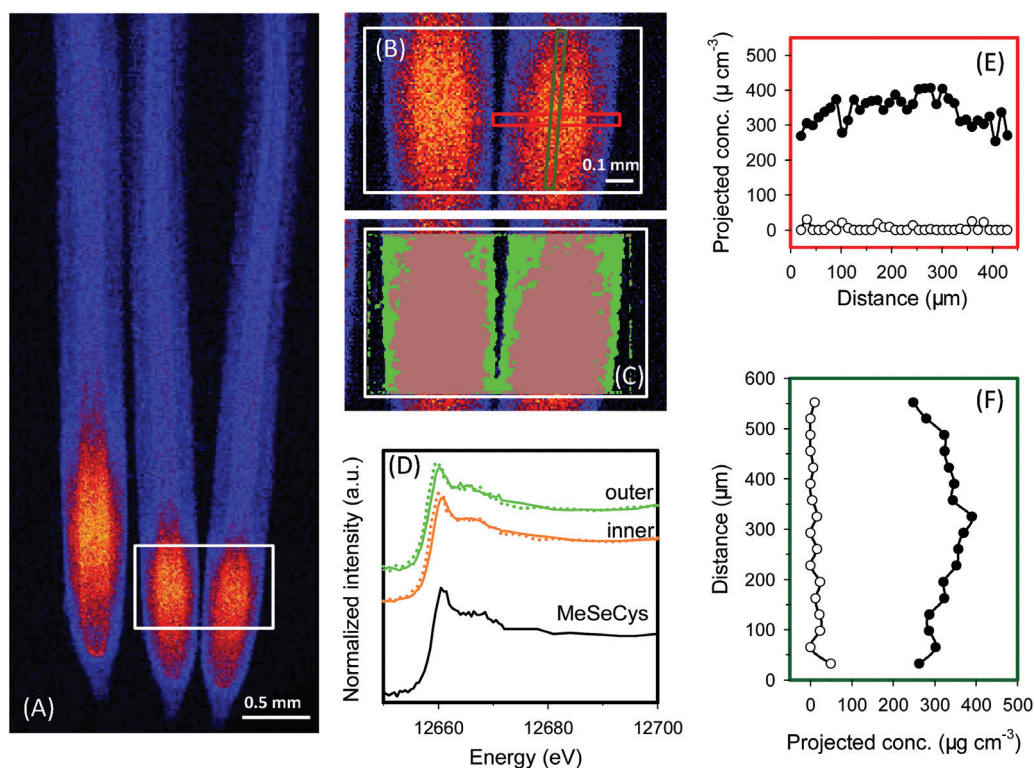 (A)
0.5 mm
(B)
0.1 mm
(C)
(D)
Normalized intensity (a.u.)
outer
inner
MeSeCys
12660 12680 12700
Energy (eV)
(E)
Projected conc. (µ cm⁻³)
500
400
300
200
100
0
0 100 200 300 400
Distance (µm)
(F)
Distance (µm)
600
500
400
300
200
100
0
0 100 200 300 400 500
Projected conc. (µg cm⁻³)